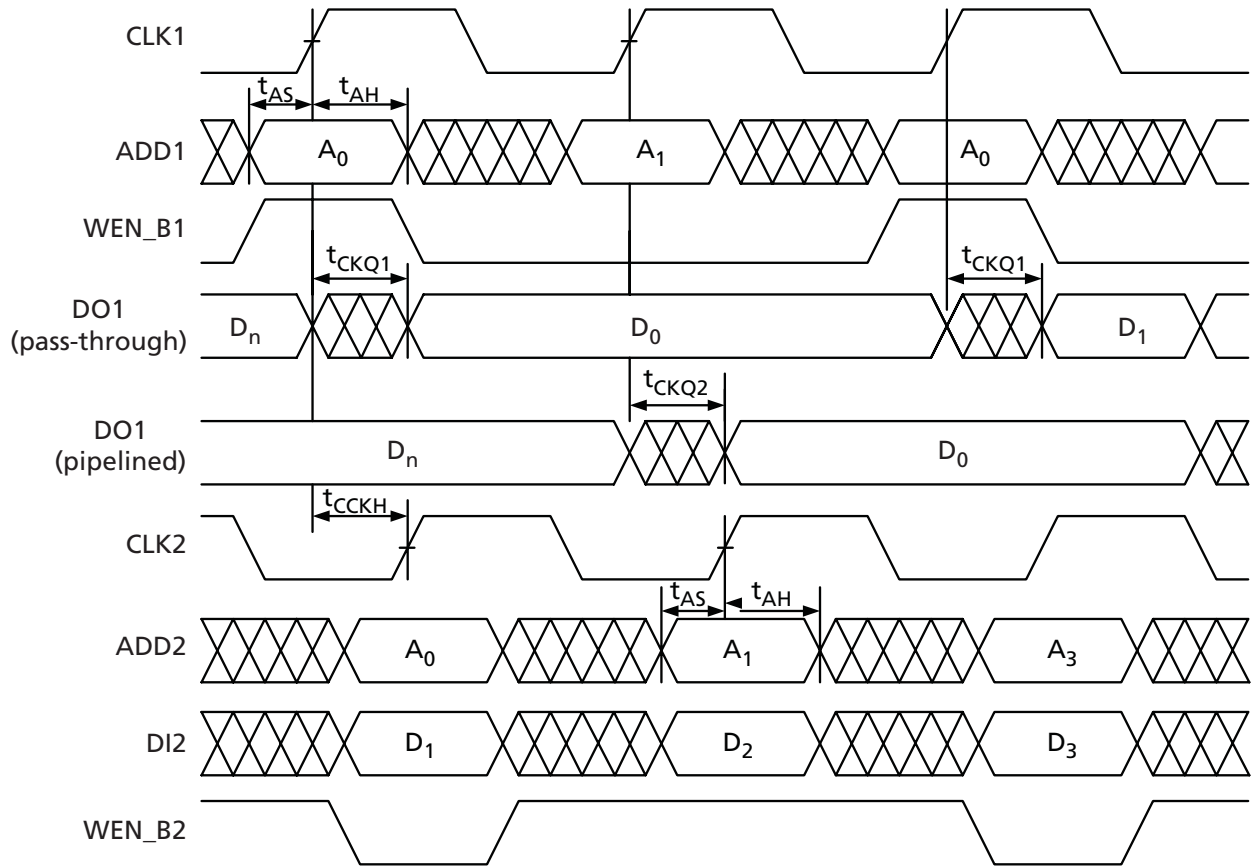 CLK1
tAS tAH
ADD1 A0 A1 A0
WEN_B1
tCKQ1 tCKQ1
DO1
(pass-through)
Dn D0 D1
tCKQ2
DO1
(pipelined)
Dn D0
tCCKH
CLK2
tAS tAH
ADD2 A0 A1 A3
DI2 D1 D2 D3
WEN_B2